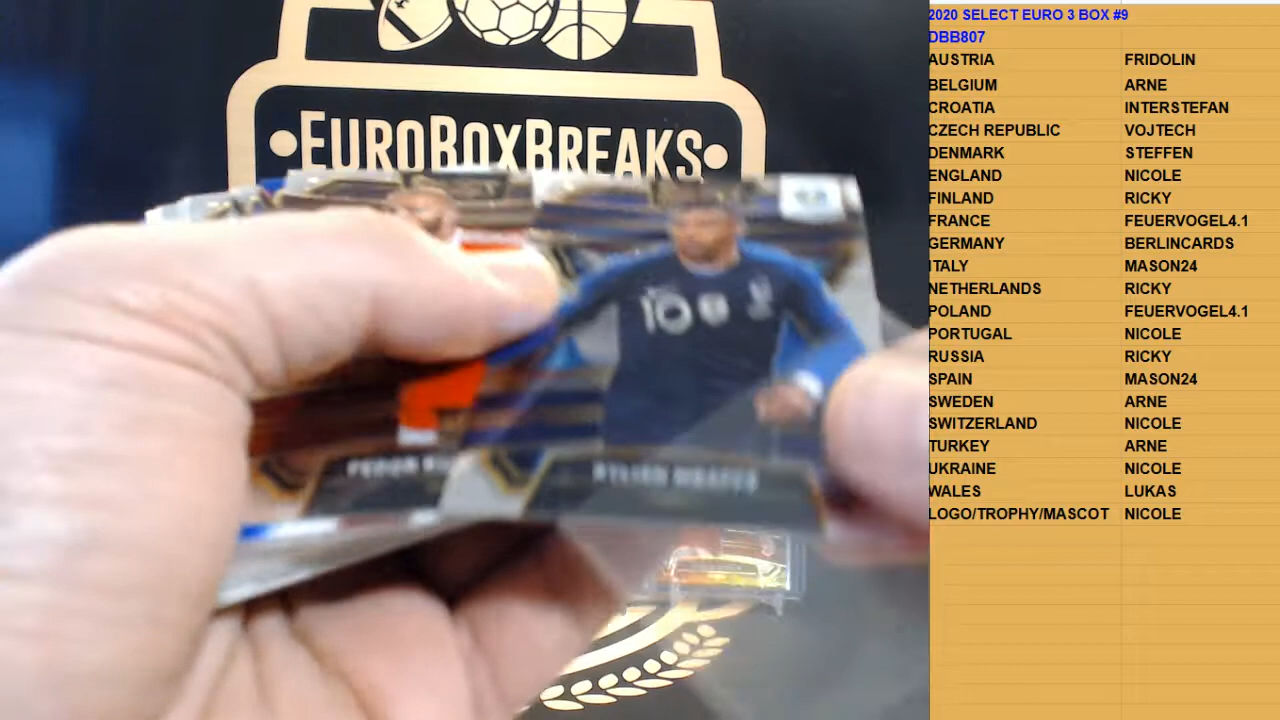 EUROBOXBREAKS
10
KYLIAN MBAPPE
2020 SELECT EURO 3 BOX #9
DBB807
AUSTRIA FRIDOLIN
BELGIUM ARNE
CROATIA INTERSTEFAN
CZECH REPUBLIC VOJTECH
DENMARK STEFFEN
ENGLAND NICOLE
FINLAND RICKY
FRANCE FEUERVOGEL4.1
GERMANY BERLINCARDS
ITALY MASON24
NETHERLANDS RICKY
POLAND FEUERVOGEL4.1
PORTUGAL NICOLE
RUSSIA RICKY
SPAIN MASON24
SWEDEN ARNE
SWITZERLAND NICOLE
TURKEY ARNE
UKRAINE NICOLE
WALES LUKAS
LOGO/TROPHY/MASCOT NICOLE